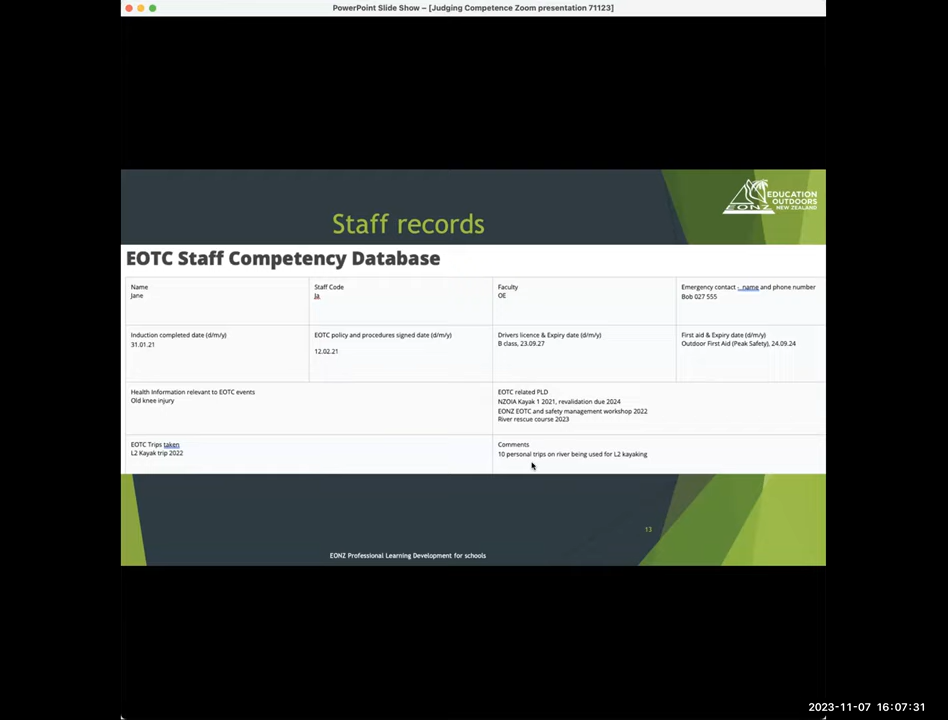 PowerPoint Slide Show – [Judging Competence Zoom presentation 71123]
EDUCATION
OUTDOORS
NEW ZEALAND
EONZ
Staff records
EOTC Staff Competency Database
Name
Jane
Staff Code
Ja
Faculty
OE
Emergency contact - name and phone number
Bob 027 555
Induction completed date (d/m/y)
31.01.21
EOTC policy and procedures signed date (d/m/y)
12.02.21
Drivers licence & Expiry date (d/m/y)
B class, 23.09.27
First aid & Expiry date (d/m/y)
Outdoor First Aid (Peak Safety), 24.09.24
Health Information relevant to EOTC events
Old knee injury
EOTC related PLD
NZOIA Kayak 1 2021, revalidation due 2024
EONZ EOTC and safety management workshop 2022
River rescue course 2023
EOTC Trips taken
L2 Kayak trip 2022
Comments
10 personal trips on river being used for L2 kayaking
13
EONZ Professional Learning Development for schools
2023-11-07 16:07:31